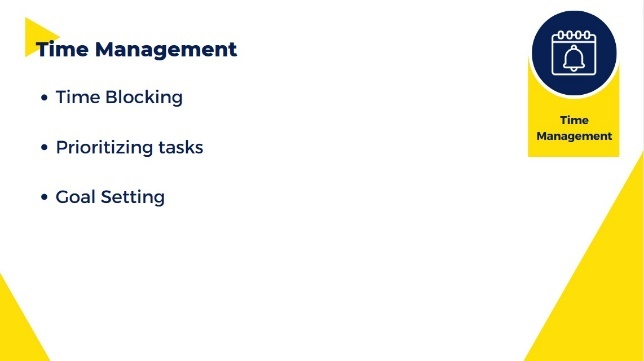 Time Management
• Time Blocking
• Prioritizing tasks
• Goal Setting
Time
Management